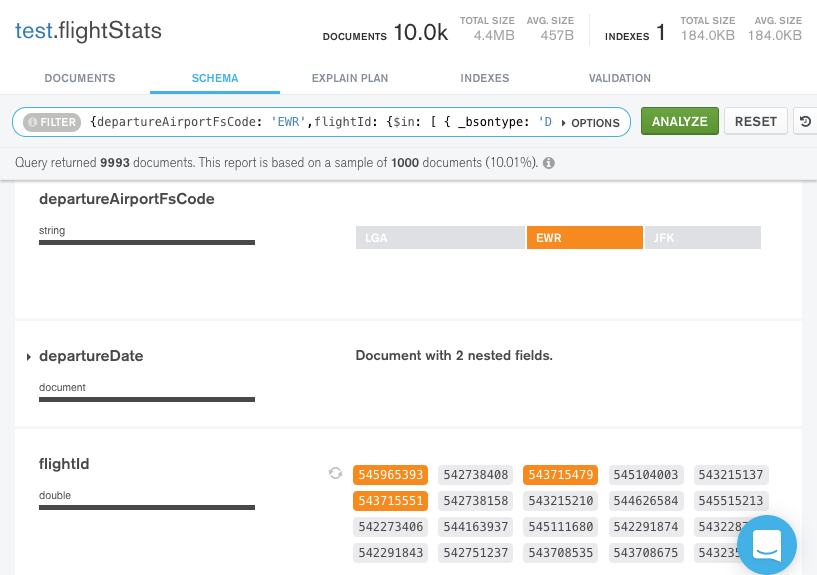 test.flightStats
DOCUMENTS 10.0k TOTAL SIZE 4.4MB AVG. SIZE 457B INDEXES 1 TOTAL SIZE 184.0KB AVG. SIZE 184.0KB
DOCUMENTS SCHEMA EXPLAIN PLAN INDEXES VALIDATION
FILTER {departureAirportFsCode: 'EWR',flightId: {$in: [ { _bsontype: 'D OPTIONS ANALYZE RESET
Query returned 9993 documents. This report is based on a sample of 1000 documents (10.01%).
departureAirportFsCode
string
LGA EWR JFK
departureDate
Document with 2 nested fields.
document
flightId
double
545965393 542738408 543715479 545104003 543215137
543715551 542738158 543215210 544626584 545515213
542273406 544163937 545111680 542291874
542291843 542751237 543708535 543708675